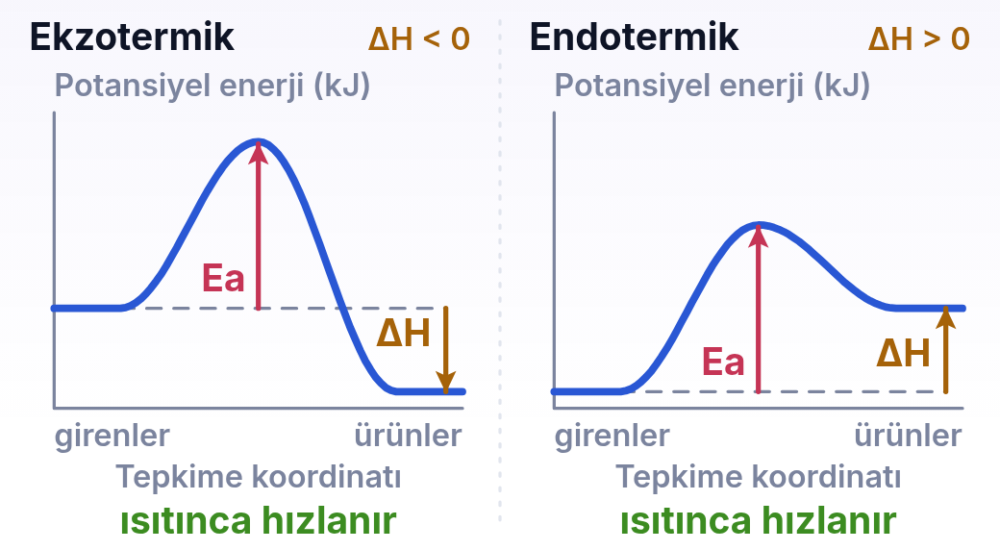 Ekzotermik
ΔH < 0
Potansiyel enerji (kJ)
Ea
ΔH
girenler
ürünler
Tepkime koordinatı
ısıtınca hızlanır
Endotermik
ΔH > 0
Potansiyel enerji (kJ)
Ea
ΔH
girenler
ürünler
Tepkime koordinatı
ısıtınca hızlanır